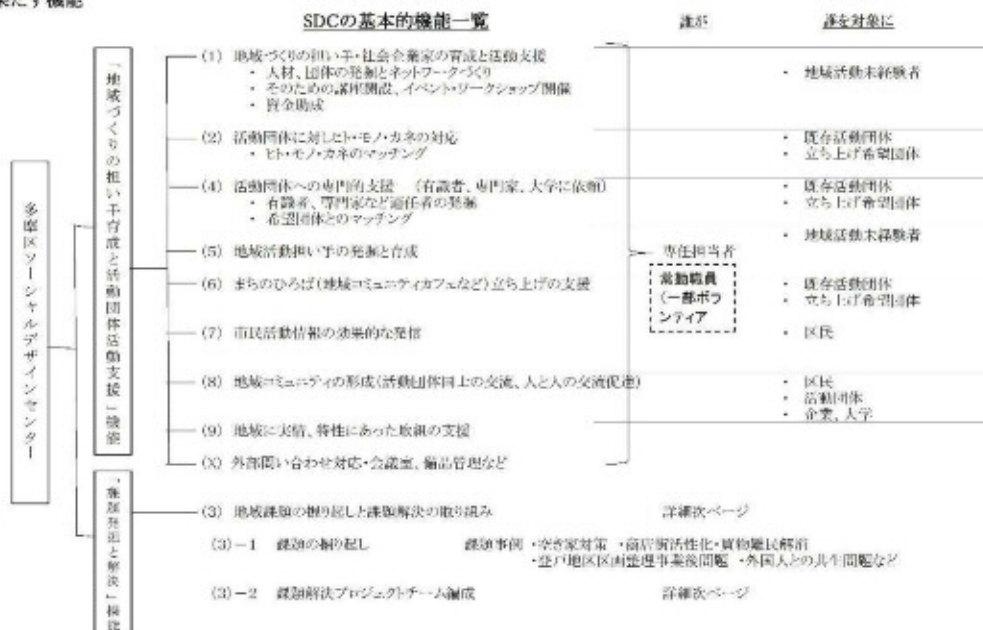 たす機能
SDCの基本的機能一覧
誰が
誰を対象に
多摩区ソーシャルデザインセンター
「地域づくりの担い手育成と活動団体活動支援」機能
(1) 地域づくりの担い手・社会企業家の育成と活動支援
・ 人材、団体の発掘とネットワークづくり
・ そのための講座開設、イベント・ワークショップ開催
・ 資金助成
・ 地域活動未経験者
(2) 活動団体に対しヒト・モノ・カネの対応
・ ヒト・モノ・カネのマッチング
・ 既存活動団体
・ 立ち上げ希望団体
(4) 活動団体への専門的支援 (有識者、専門家、大学に依頼)
・ 有識者、専門家など適任者の発掘
・ 希望団体とのマッチング
・ 既存活動団体
・ 立ち上げ希望団体
・ 地域活動未経験者
(5) 地域活動担い手の発掘と育成
専任担当者
常勤職員
(一部ボラ
ンティア
(6) まちのひろば(地域コミュニティカフェなど)立ち上げの支援
・ 既存活動団体
・ 立ち上げ希望団体
(7) 市民活動情報の効果的な発信
・ 区民
(8) 地域コミュニティの形成(活動団体同士の交流、人と人の交流促進)
・ 区民
・ 活動団体
・ 企業、大学
(9) 地域に実情、特性にあった取組の支援
(X) 外部問い合わせ対応・会議室、備品管理など
「課題発掘と解決」機能
(3) 地域課題の掘り起しと課題解決の取り組み
詳細次ページ
(3)-1 課題の掘り起し
課題事例 ・空き家対策 ・商店街活性化・買物難民解消
・登戸地区区画整理事業後問題 ・外国人との共生問題など
(3)-2 課題解決プロジェクトチーム編成
詳細次ページ